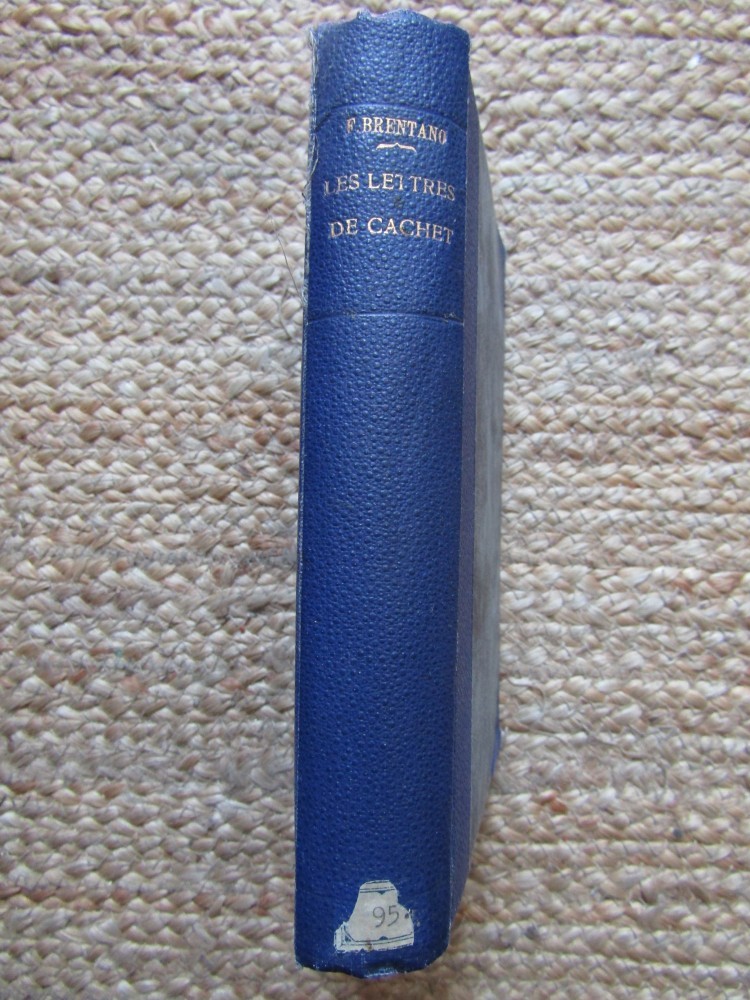 F. BRENTANO
LES LETTRES
DE CACHET
95